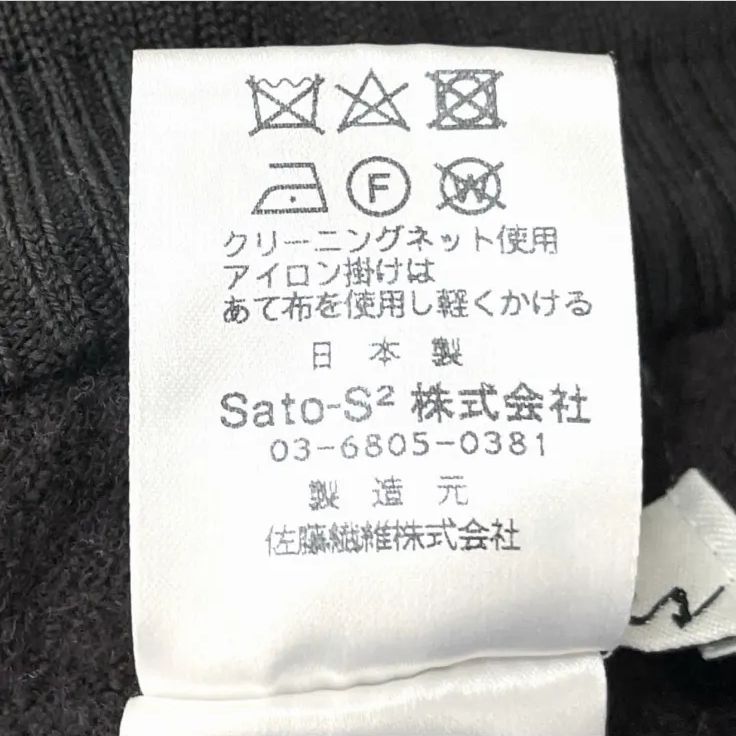 F W
クリーニングネット使用
アイロン掛けは
あて布を使用し軽くかける
日本製
Sato-S² 株式会社
03-6805-0381
製造元
佐藤繊維株式会社